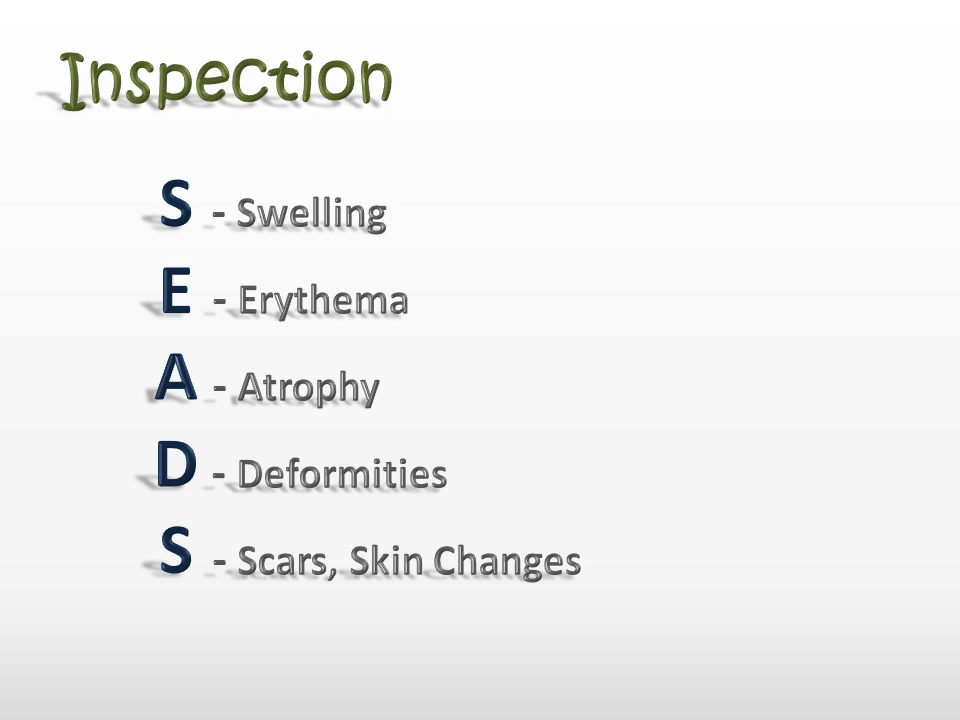 Inspection
S - Swelling
E - Erythema
A - Atrophy
D - Deformities
S - Scars, Skin Changes